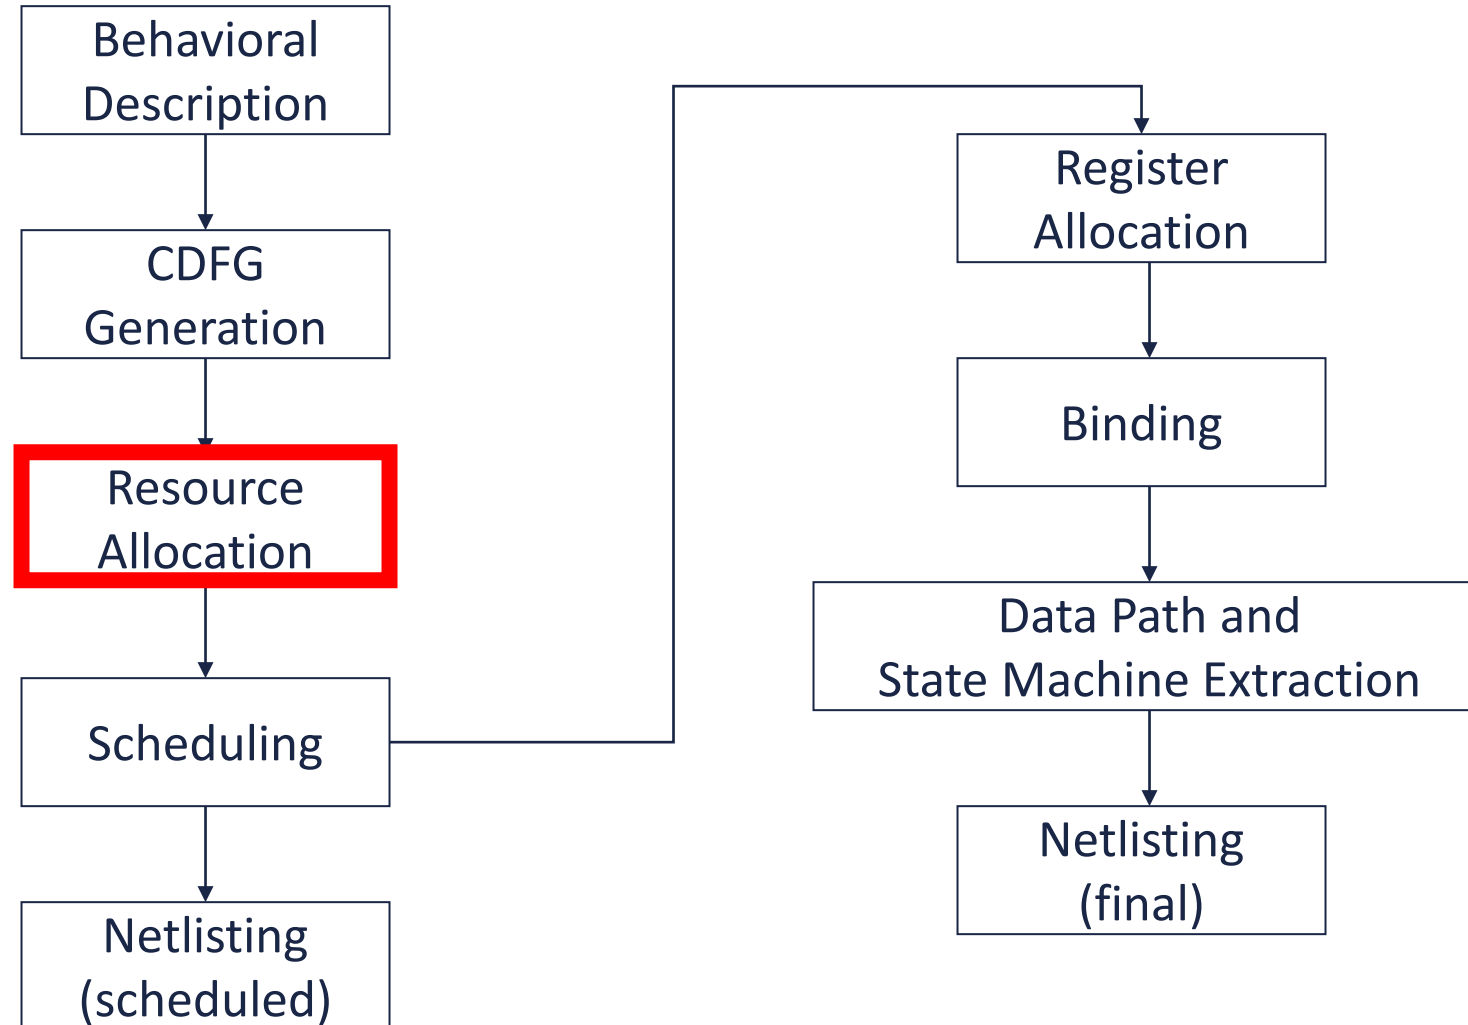 Behavioral
Description
CDFG
Generation
Resource
Allocation
Scheduling
Netlisting
(scheduled)
Register
Allocation
Binding
Data Path and
State Machine Extraction
Netlisting
(final)